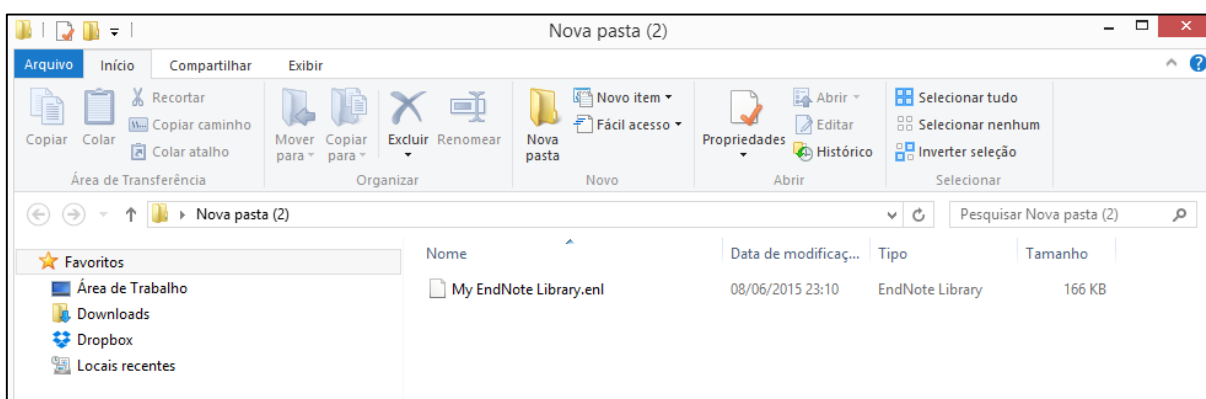 Nova pasta (2)
Arquivo Início Compartilhar Exibir
Copiar
Colar
Recortar
Copiar caminho
Colar atalho
Área de Transferência
Mover para
Copiar para
Excluir
Renomear
Organizar
Nova pasta
Novo item
Fácil acesso
Novo
Propriedades
Abrir
Editar
Histórico
Abrir
Selecionar tudo
Selecionar nenhum
Inverter seleção
Selecionar
Nova pasta (2)
Pesquisar Nova pasta (2)
Favoritos
Área de Trabalho
Downloads
Dropbox
Locais recentes
Nome Data de modificaç... Tipo Tamanho
My EndNote Library.enl 08/06/2015 23:10 EndNote Library 166 KB